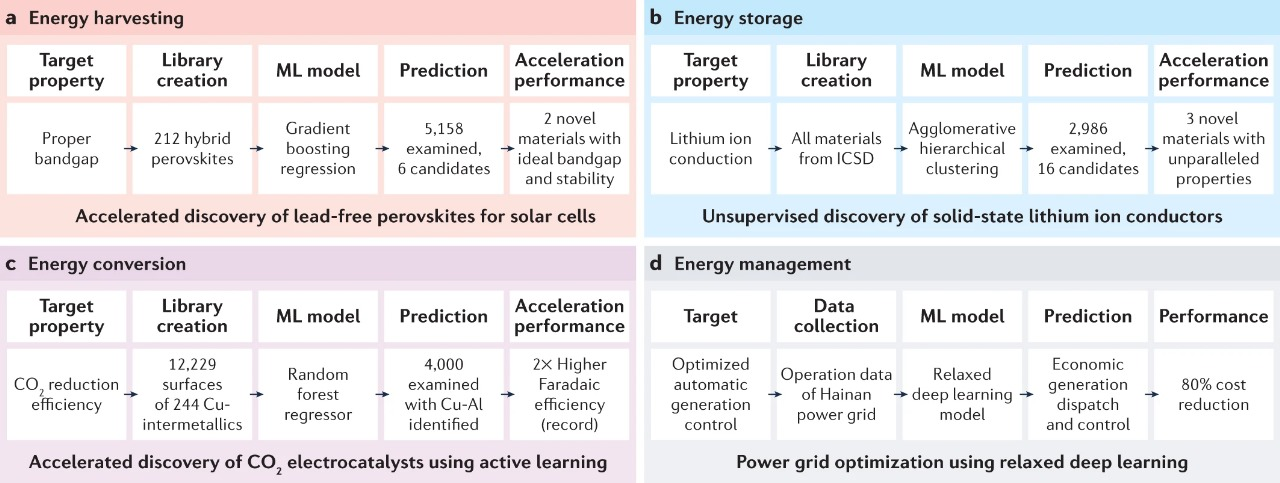 a Energy harvesting
Target
property
Library
creation
ML model
Prediction
Acceleration
performance
Proper
bandgap
212 hybrid
perovskites
Gradient
boosting
regression
5,158
examined,
6 candidates
2 novel
materials with
ideal bandgap
and stability
Accelerated discovery of lead-free perovskites for solar cells
b Energy storage
Target
property
Library
creation
ML model
Prediction
Acceleration
performance
Lithium ion
conduction
All materials
from ICSD
Agglomerative
hierarchical
clustering
2,986
examined,
16 candidates
3 novel
materials with
unparalleled
properties
Unsupervised discovery of solid-state lithium ion conductors
c Energy conversion
Target
property
Library
creation
ML model
Prediction
Acceleration
performance
CO₂ reduction
efficiency
12,229
surfaces
of 244 Cu-
intermetallics
Random
forest
regressor
4,000
examined
with Cu-Al
identified
2× Higher
Faradaic
efficiency
(record)
Accelerated discovery of CO₂ electrocatalysts using active learning
d Energy management
Target
Data
collection
ML model
Prediction
Performance
Optimized
automatic
generation
control
Operation data
of Hainan
power grid
Relaxed
deep learning
model
Economic
generation
dispatch
and control
80% cost
reduction
Power grid optimization using relaxed deep learning